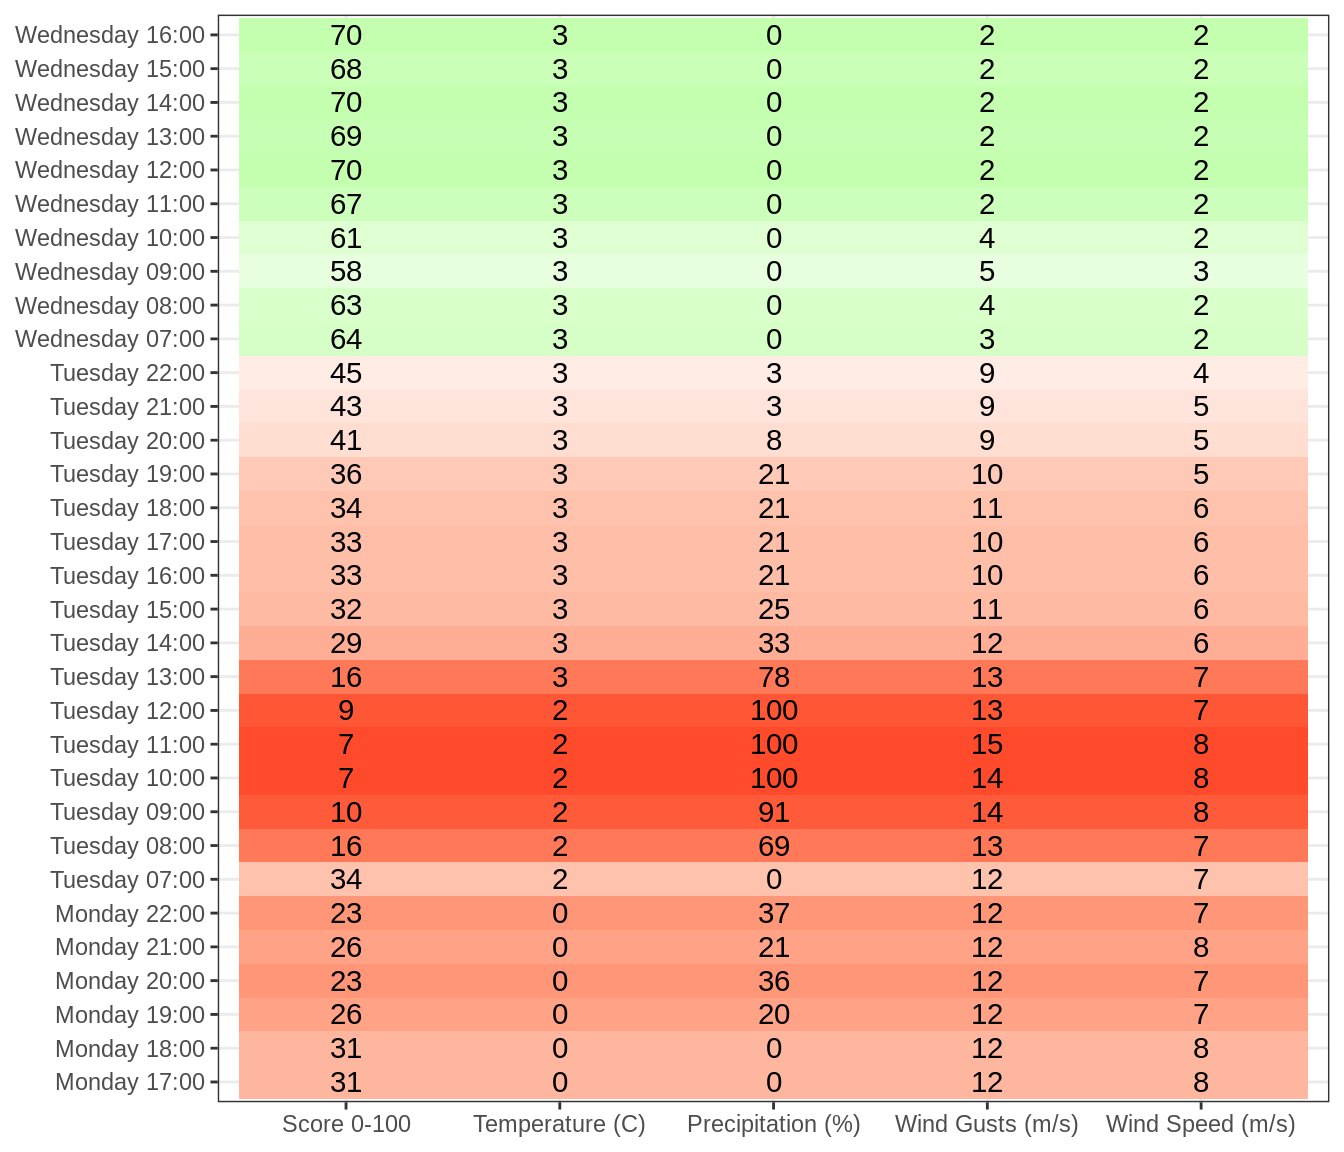 Wednesday 16:00 70 3 0 2 2
Wednesday 15:00 68 3 0 2 2
Wednesday 14:00 70 3 0 2 2
Wednesday 13:00 69 3 0 2 2
Wednesday 12:00 70 3 0 2 2
Wednesday 11:00 67 3 0 2 2
Wednesday 10:00 61 3 0 4 2
Wednesday 09:00 58 3 0 5 3
Wednesday 08:00 63 3 0 4 2
Wednesday 07:00 64 3 0 3 2
Tuesday 22:00 45 3 3 9 4
Tuesday 21:00 43 3 3 9 5
Tuesday 20:00 41 3 8 9 5
Tuesday 19:00 36 3 21 10 5
Tuesday 18:00 34 3 21 11 6
Tuesday 17:00 33 3 21 10 6
Tuesday 16:00 33 3 21 10 6
Tuesday 15:00 32 3 25 11 6
Tuesday 14:00 29 3 33 12 6
Tuesday 13:00 16 3 78 13 7
Tuesday 12:00 9 2 100 13 7
Tuesday 11:00 7 2 100 15 8
Tuesday 10:00 7 2 100 14 8
Tuesday 09:00 10 2 91 14 8
Tuesday 08:00 16 2 69 13 7
Tuesday 07:00 34 2 0 12 7
Monday 22:00 23 0 37 12 7
Monday 21:00 26 0 21 12 8
Monday 20:00 23 0 36 12 7
Monday 19:00 26 0 20 12 7
Monday 18:00 31 0 0 12 8
Monday 17:00 31 0 0 12 8
Score 0-100 Temperature (C) Precipitation (%) Wind Gusts (m/s) Wind Speed (m/s)